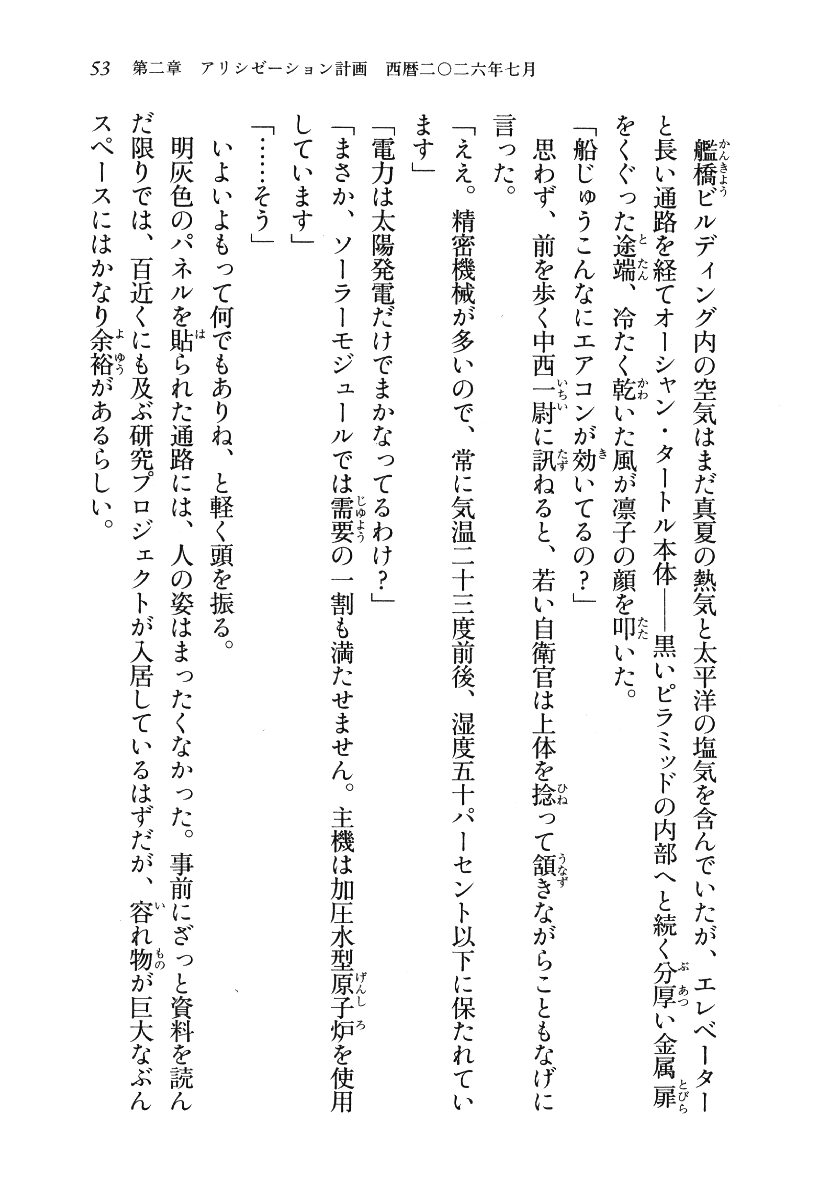 53 第二章 アリシゼーション計画 西暦二〇二六年七月
艦橋ビルディング内の空気はまだ真夏の熱気と太平洋の塩気を含んでいたが、エレベーター
と長い通路を経てオーシャン・タートル本体――黒いピラミッドの内部へと続く分厚い金属扉
をくぐった途端、冷たく乾いた風が凛子の顔を叩いた。
「船じゅうこんなにエアコンが効いてるの？」
思わず、前を歩く中西一尉に訊ねると、若い自衛官は上体を捻って頷きながらこともなげに
言った。
「ええ。精密機械が多いので、常に気温二十三度前後、湿度五十パーセント以下に保たれてい
ます」
「電力は太陽発電だけでまかなってるわけ？」
「まさか、ソーラーモジュールでは需要の一割も満たせません。主機は加圧水型原子炉を使用
しています」
「……そう」
いよいよもって何でもありね、と軽く頭を振る。
明灰色のパネルを貼られた通路には、人の姿はまったくなかった。事前にざっと資料を読ん
だ限りでは、百近くにも及ぶ研究プロジェクトが入居しているはずだが、容れ物が巨大なぶん
スペースにはかなり余裕があるらしい。